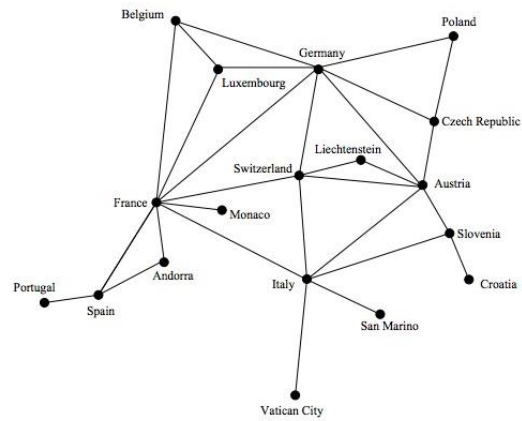 Belgium
Poland
Germany
Luxembourg
Czech Republic
Liechtenstein
Switzerland
Austria
France
Monaco
Slovenia
Andorra
Portugal
Italy
Croatia
Spain
San Marino
Vatican City